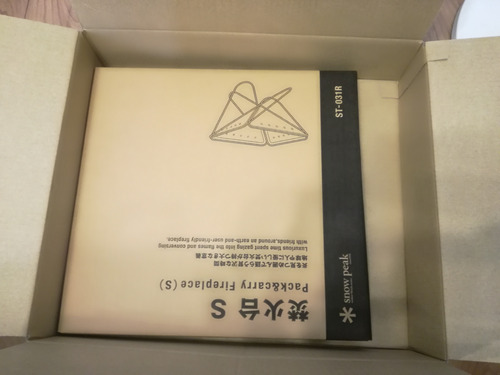 焚火台 S
Pack&carry Fireplace(S)
Luxurious time spent gazing into the flames and conversing
with friends,around an earth-and user-friendly fireplace.
snow peak
ST-031R